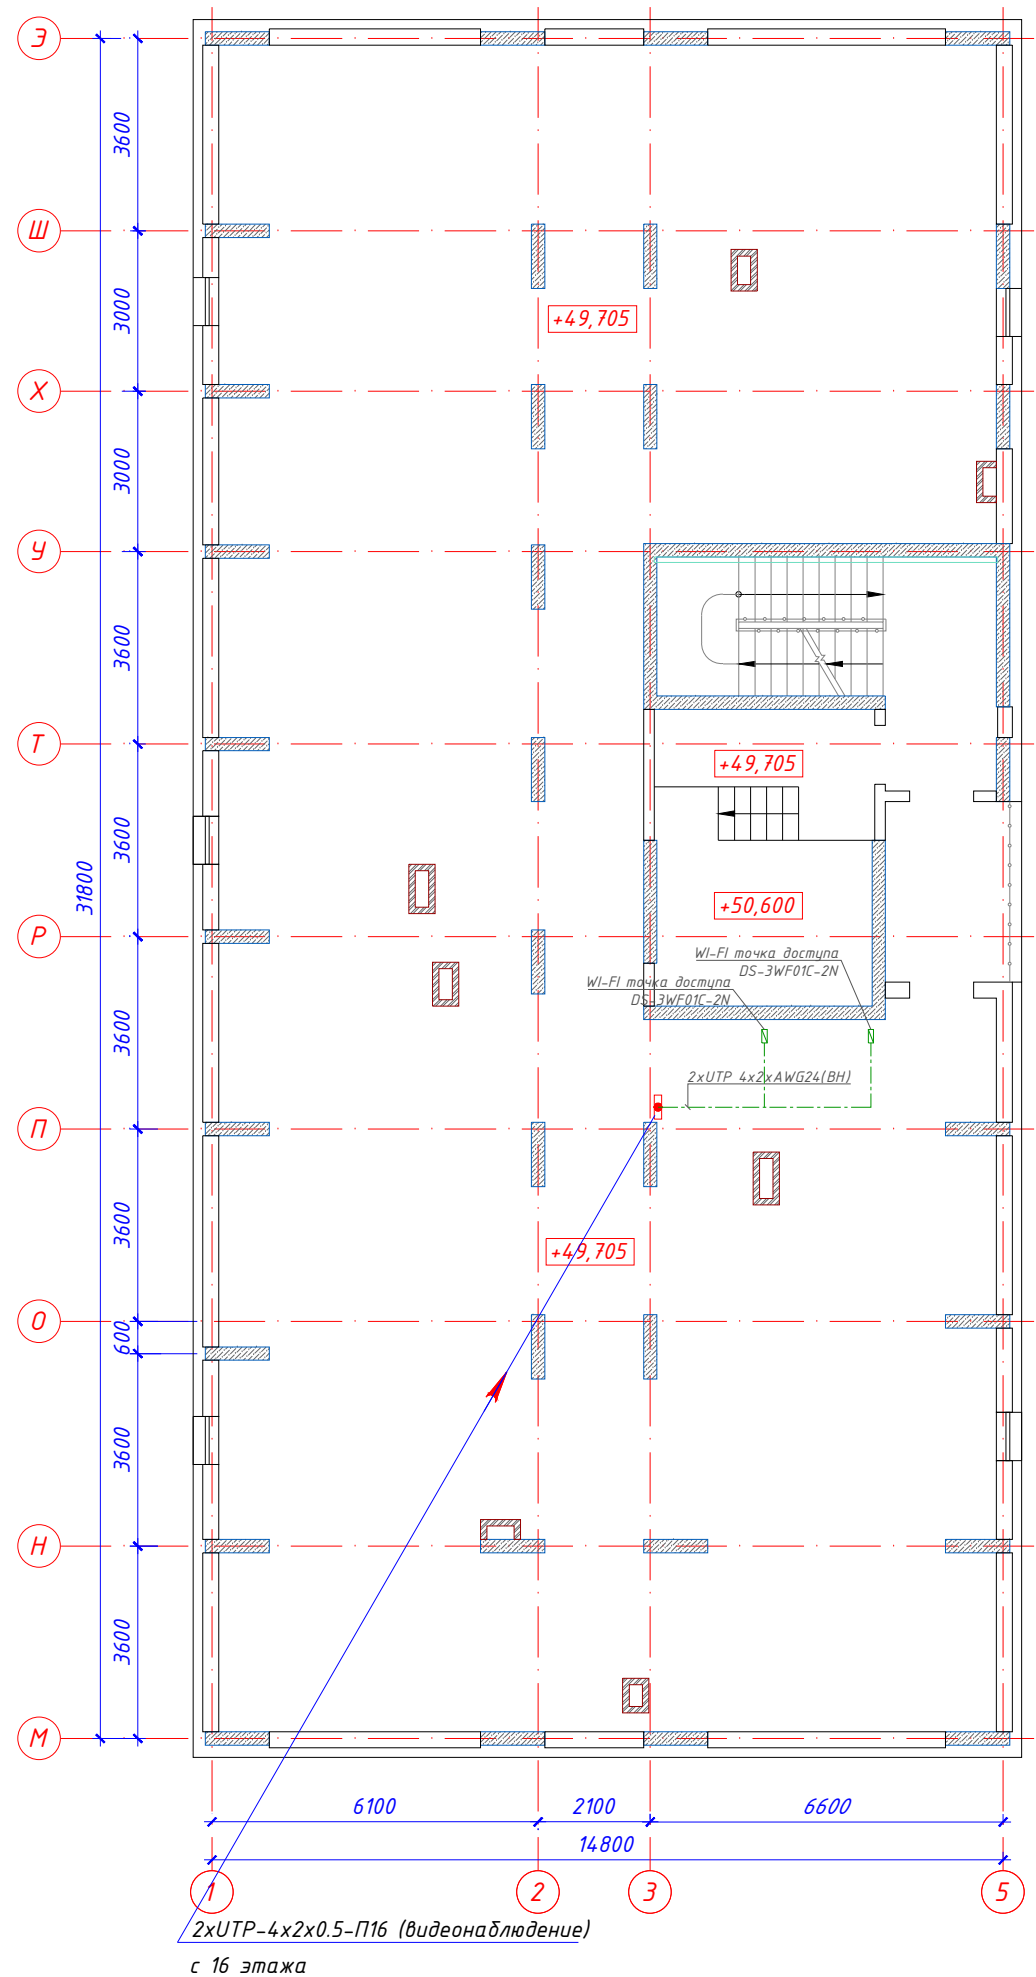 Э
3600
Ш
3000
+49,705
Х
3000
У
3600
Т
+49,705
3600
31800
+50,600
Р
WI-FI точка доступа
DS-3WF01C-2N
WI-FI точка доступа
DS-3WF01C-2N
3600
2xUTP 4x2xAWG24(ВН)
П
3600
+49,705
О
600
3600
Н
3600
М
6100
2100
6600
14800
1
2
3
5
2xUTP-4x2x0.5-П16 (видеонаблюдение)
с 16 этажа